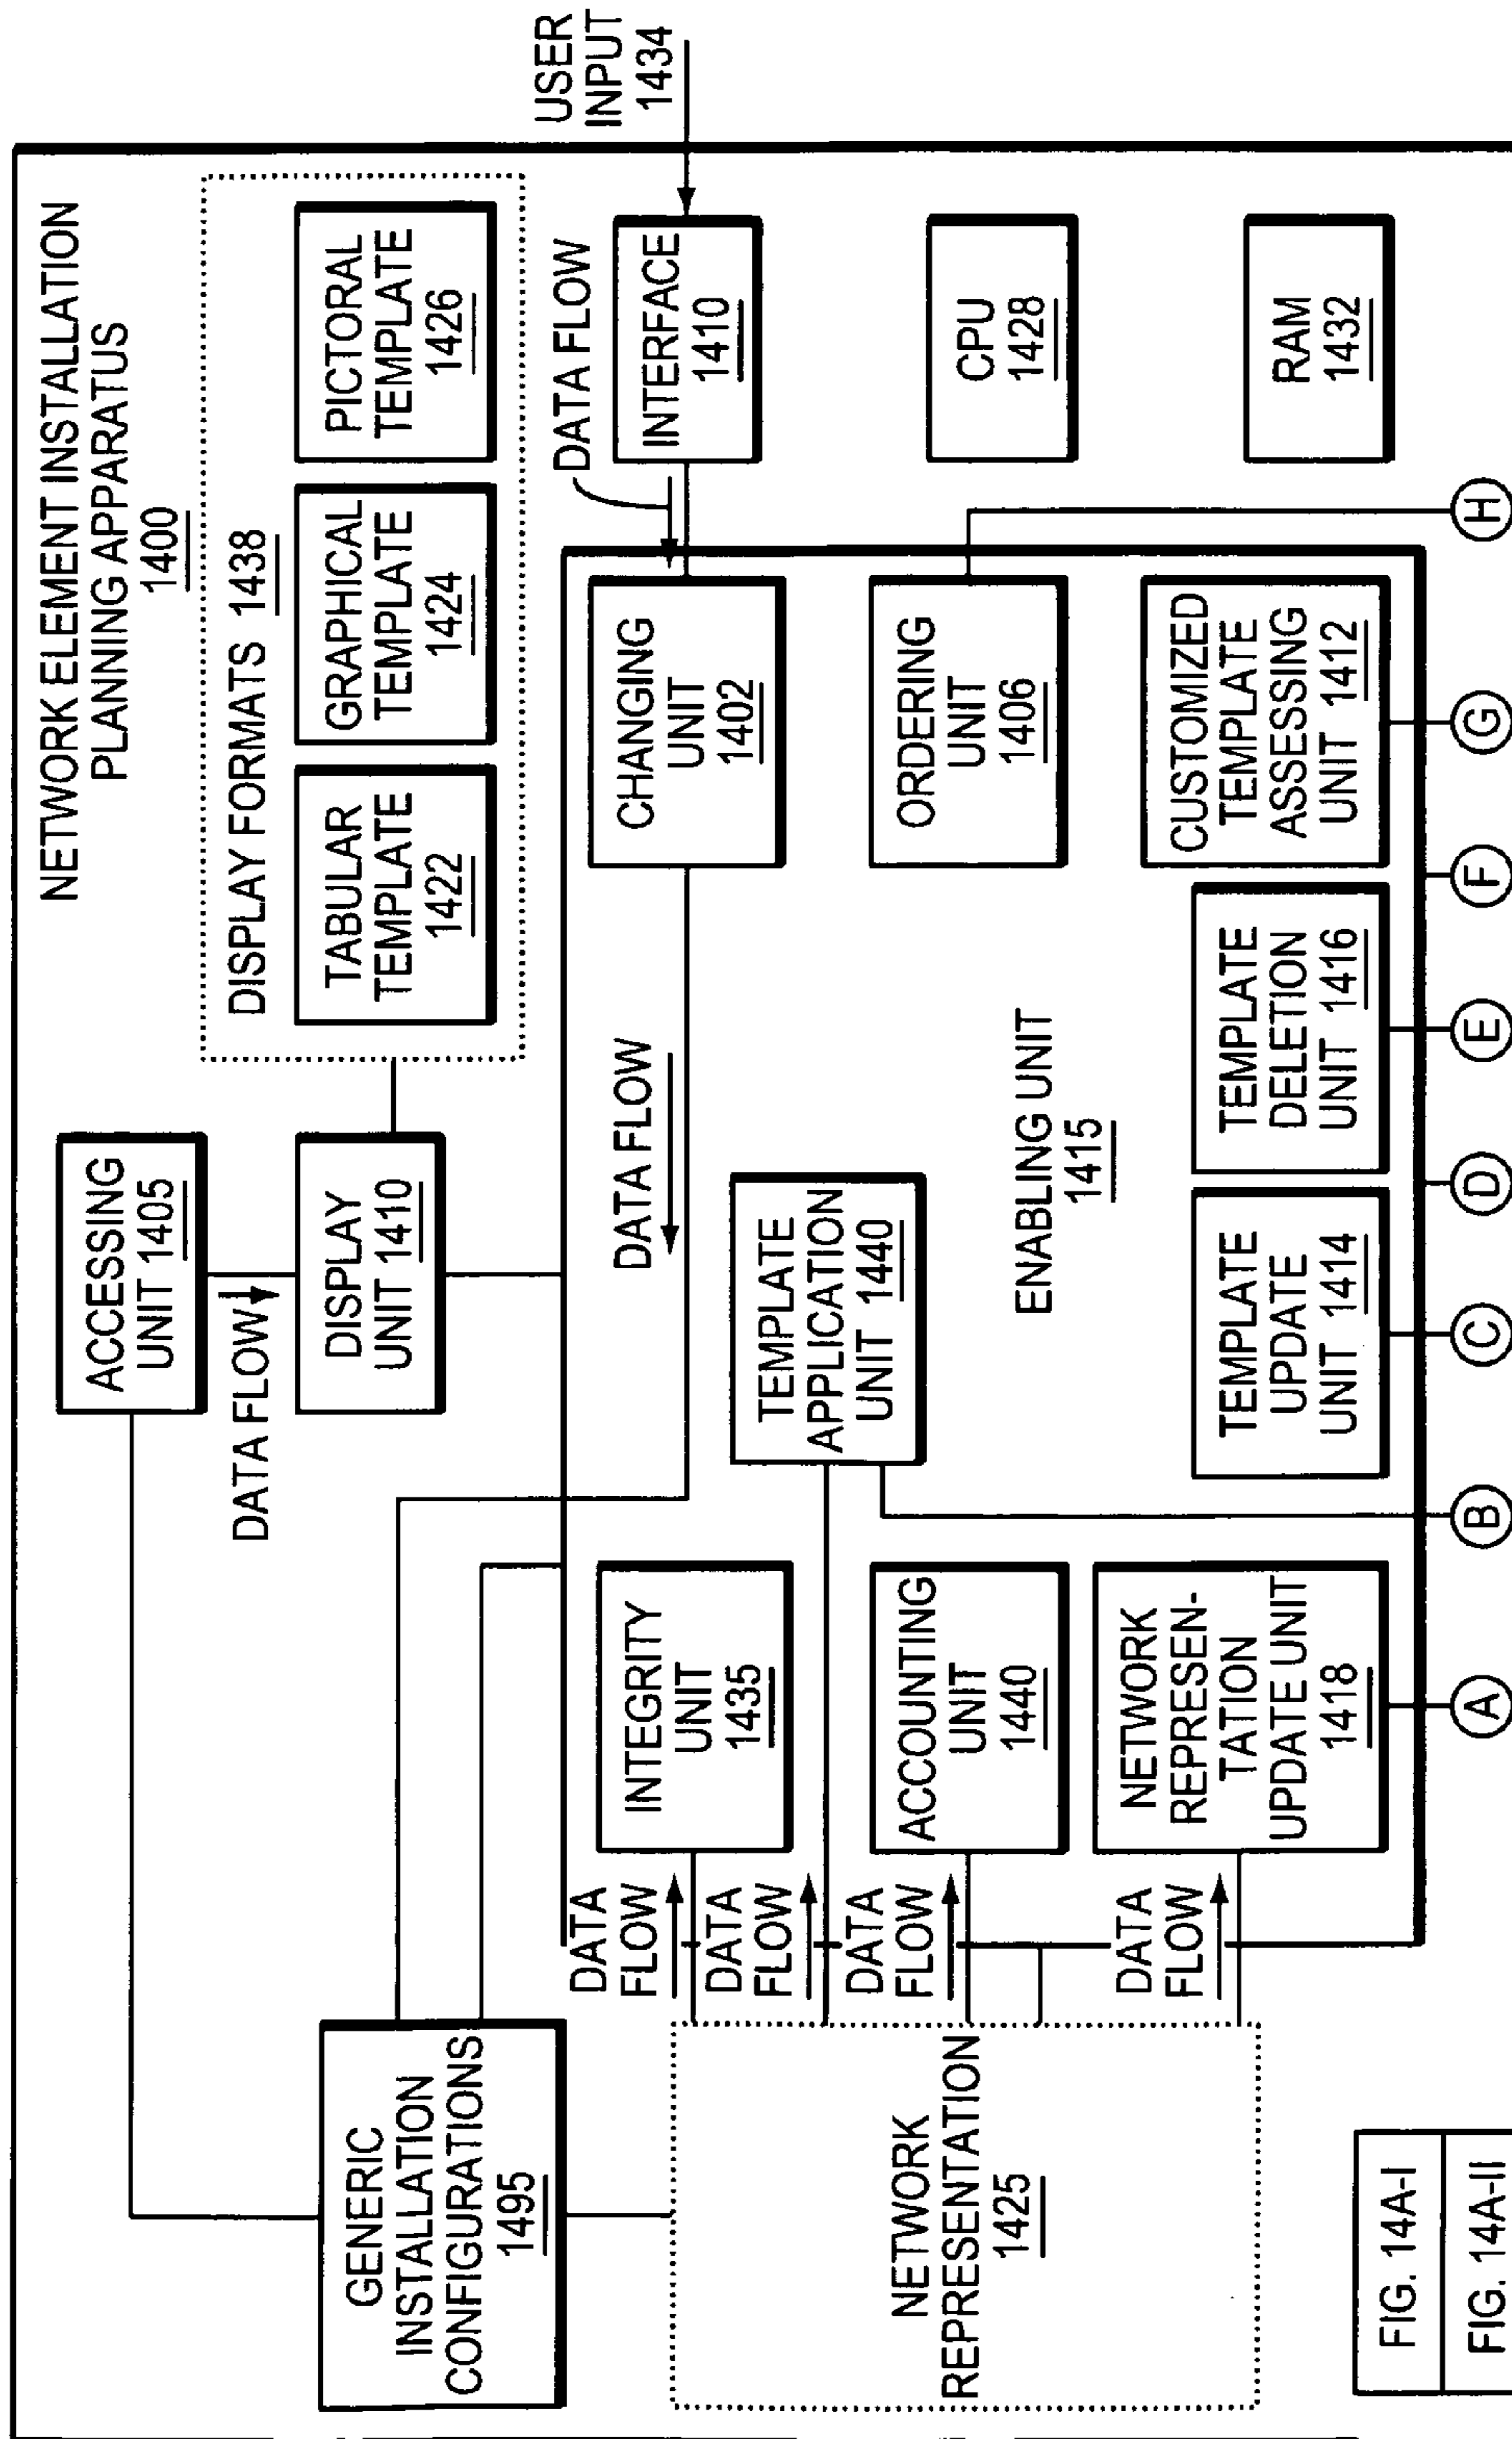 NETWORK ELEMENT INSTALLATION
PLANNING APPARATUS
1400
ACCESSING
UNIT 1405
DATA FLOW
DISPLAY
UNIT 1410
DISPLAY FORMATS 1438
TABULAR
TEMPLATE
1422
GRAPHICAL
TEMPLATE
1424
PICTORAL
TEMPLATE
1426
USER
INPUT
1434
DATA FLOW
INTERFACE
1410
CPU
1428
RAM
1432
GENERIC
INSTALLATION
CONFIGURATIONS
1495
NETWORK
REPRESENTATION
1425
DATA
FLOW
DATA
FLOW
DATA
FLOW
DATA
FLOW
INTEGRITY
UNIT
1435
ACCOUNTING
UNIT
1440
NETWORK
REPRESEN-
TATION
UPDATE UNIT
1418
DATA FLOW
TEMPLATE
APPLICATION
UNIT 1440
CHANGING
UNIT
1402
ORDERING
UNIT
1406
ENABLING UNIT
1415
TEMPLATE
UPDATE
UNIT 1414
TEMPLATE
DELETION
UNIT 1416
CUSTOMIZED
TEMPLATE
ASSESSING
UNIT 1412
A
B
C
D
E
F
G
H
FIG. 14A-I
FIG. 14A-II